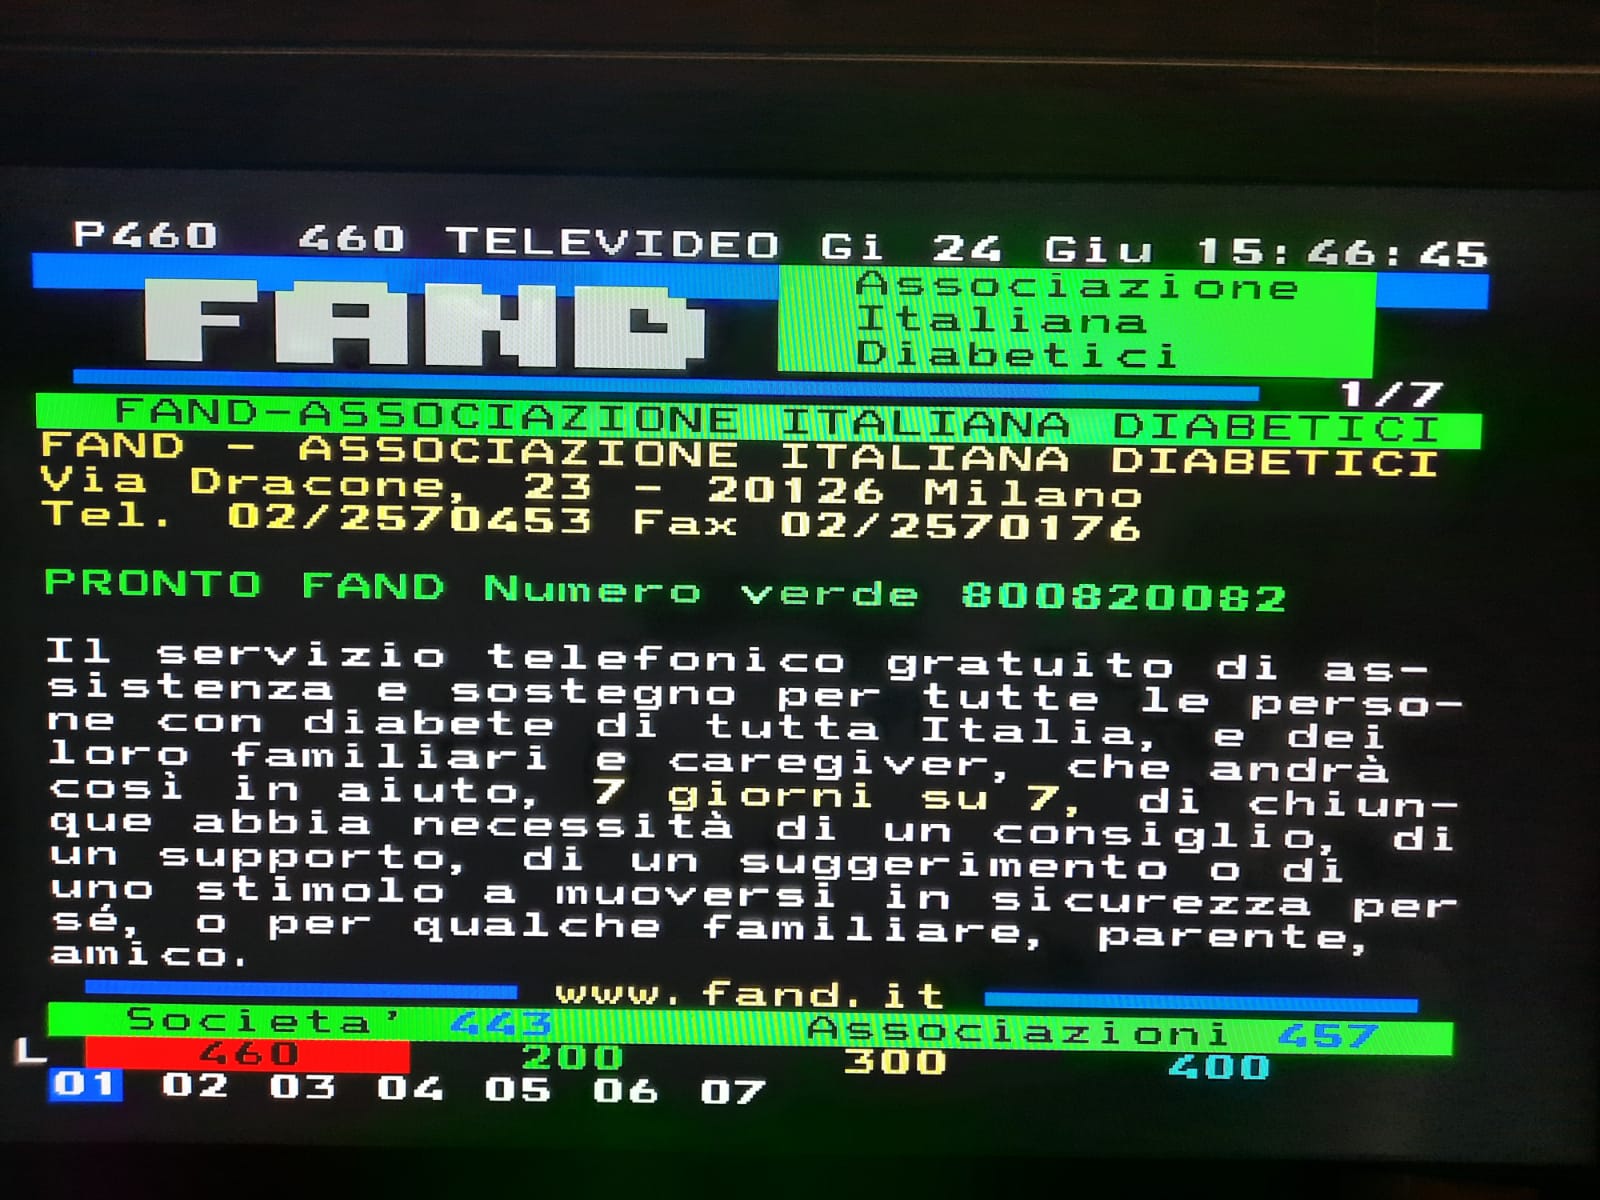 P460 460 TELEVIDEO Gi 24 Giu 15:46:45
FAND
Associazione
Italiana
Diabetici
1/7
FAND-ASSOCIAZIONE ITALIANA DIABETICI
FAND - ASSOCIAZIONE ITALIANA DIABETICI
Via Dracone, 23 - 20126 Milano
Tel. 02/2570453 Fax 02/2570176
PRONTO FAND Numero verde 800820082
Il servizio telefonico gratuito di as-
sistenza e sostegno per tutte le perso-
ne con diabete di tutta Italia, e dei
loro familiari e caregiver, che andrà
così in aiuto, 7 giorni su 7, di chiun-
que abbia necessità di un consiglio, di
un supporto, di un suggerimento o di
uno stimolo a muoversi in sicurezza per
sé, o per qualche familiare, parente,
amico.
www.fand.it
Societa' 443 Associazioni 457
L 460 200 300 400
01 02 03 04 05 06 07